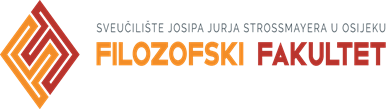 SVEUČILIŠTE JOSIPA JURJA STROSSMAYERA U OSIJEKU
FILOZOFSKI FAKULTET